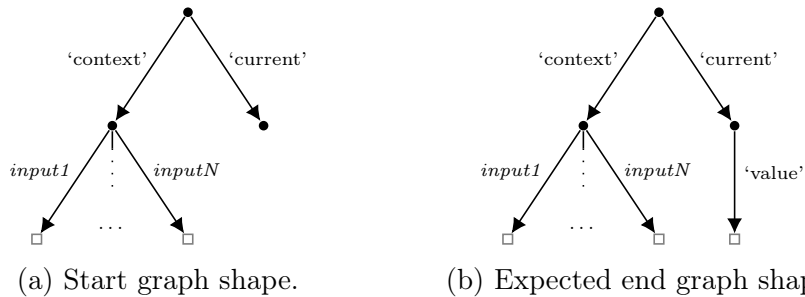 ‘context’ ‘current’
input1 inputN
. . .
(a) Start graph shape.
‘context’ ‘current’
input1 inputN ‘value’
. . .
(b) Expected end graph shap